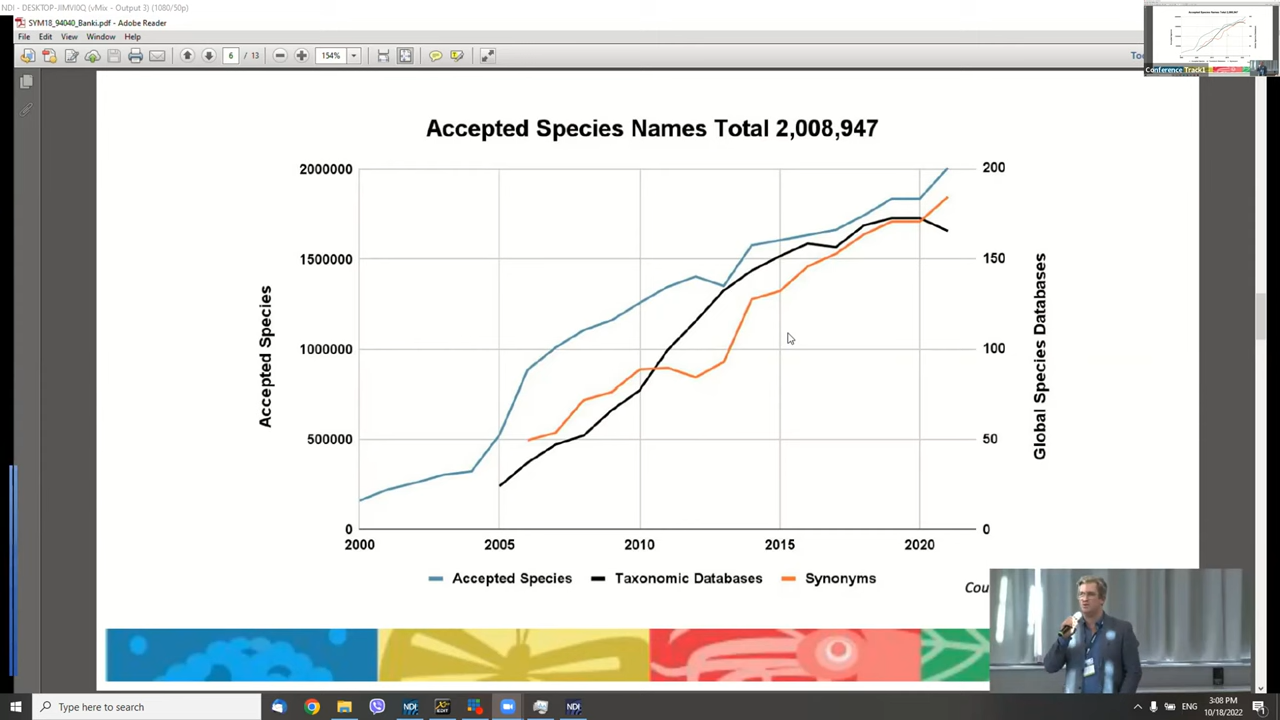 NDI - DESKTOP-JIMVI0Q (vMix - Output 3) (1080/50p)
SYM18_94040_Banki.pdf - Adobe Reader
File Edit View Window Help
6 / 13 154%
Conference Track1
Accepted Species Names Total 2,008,947
2000000 200
1500000 150
1000000 100
500000 50
0 0
Accepted Species
Global Species Databases
2000 2005 2010 2015 2020
Accepted Species Taxonomic Databases Synonyms
Type here to search
NDI
NDI
ENG
3:08 PM
10/18/2022